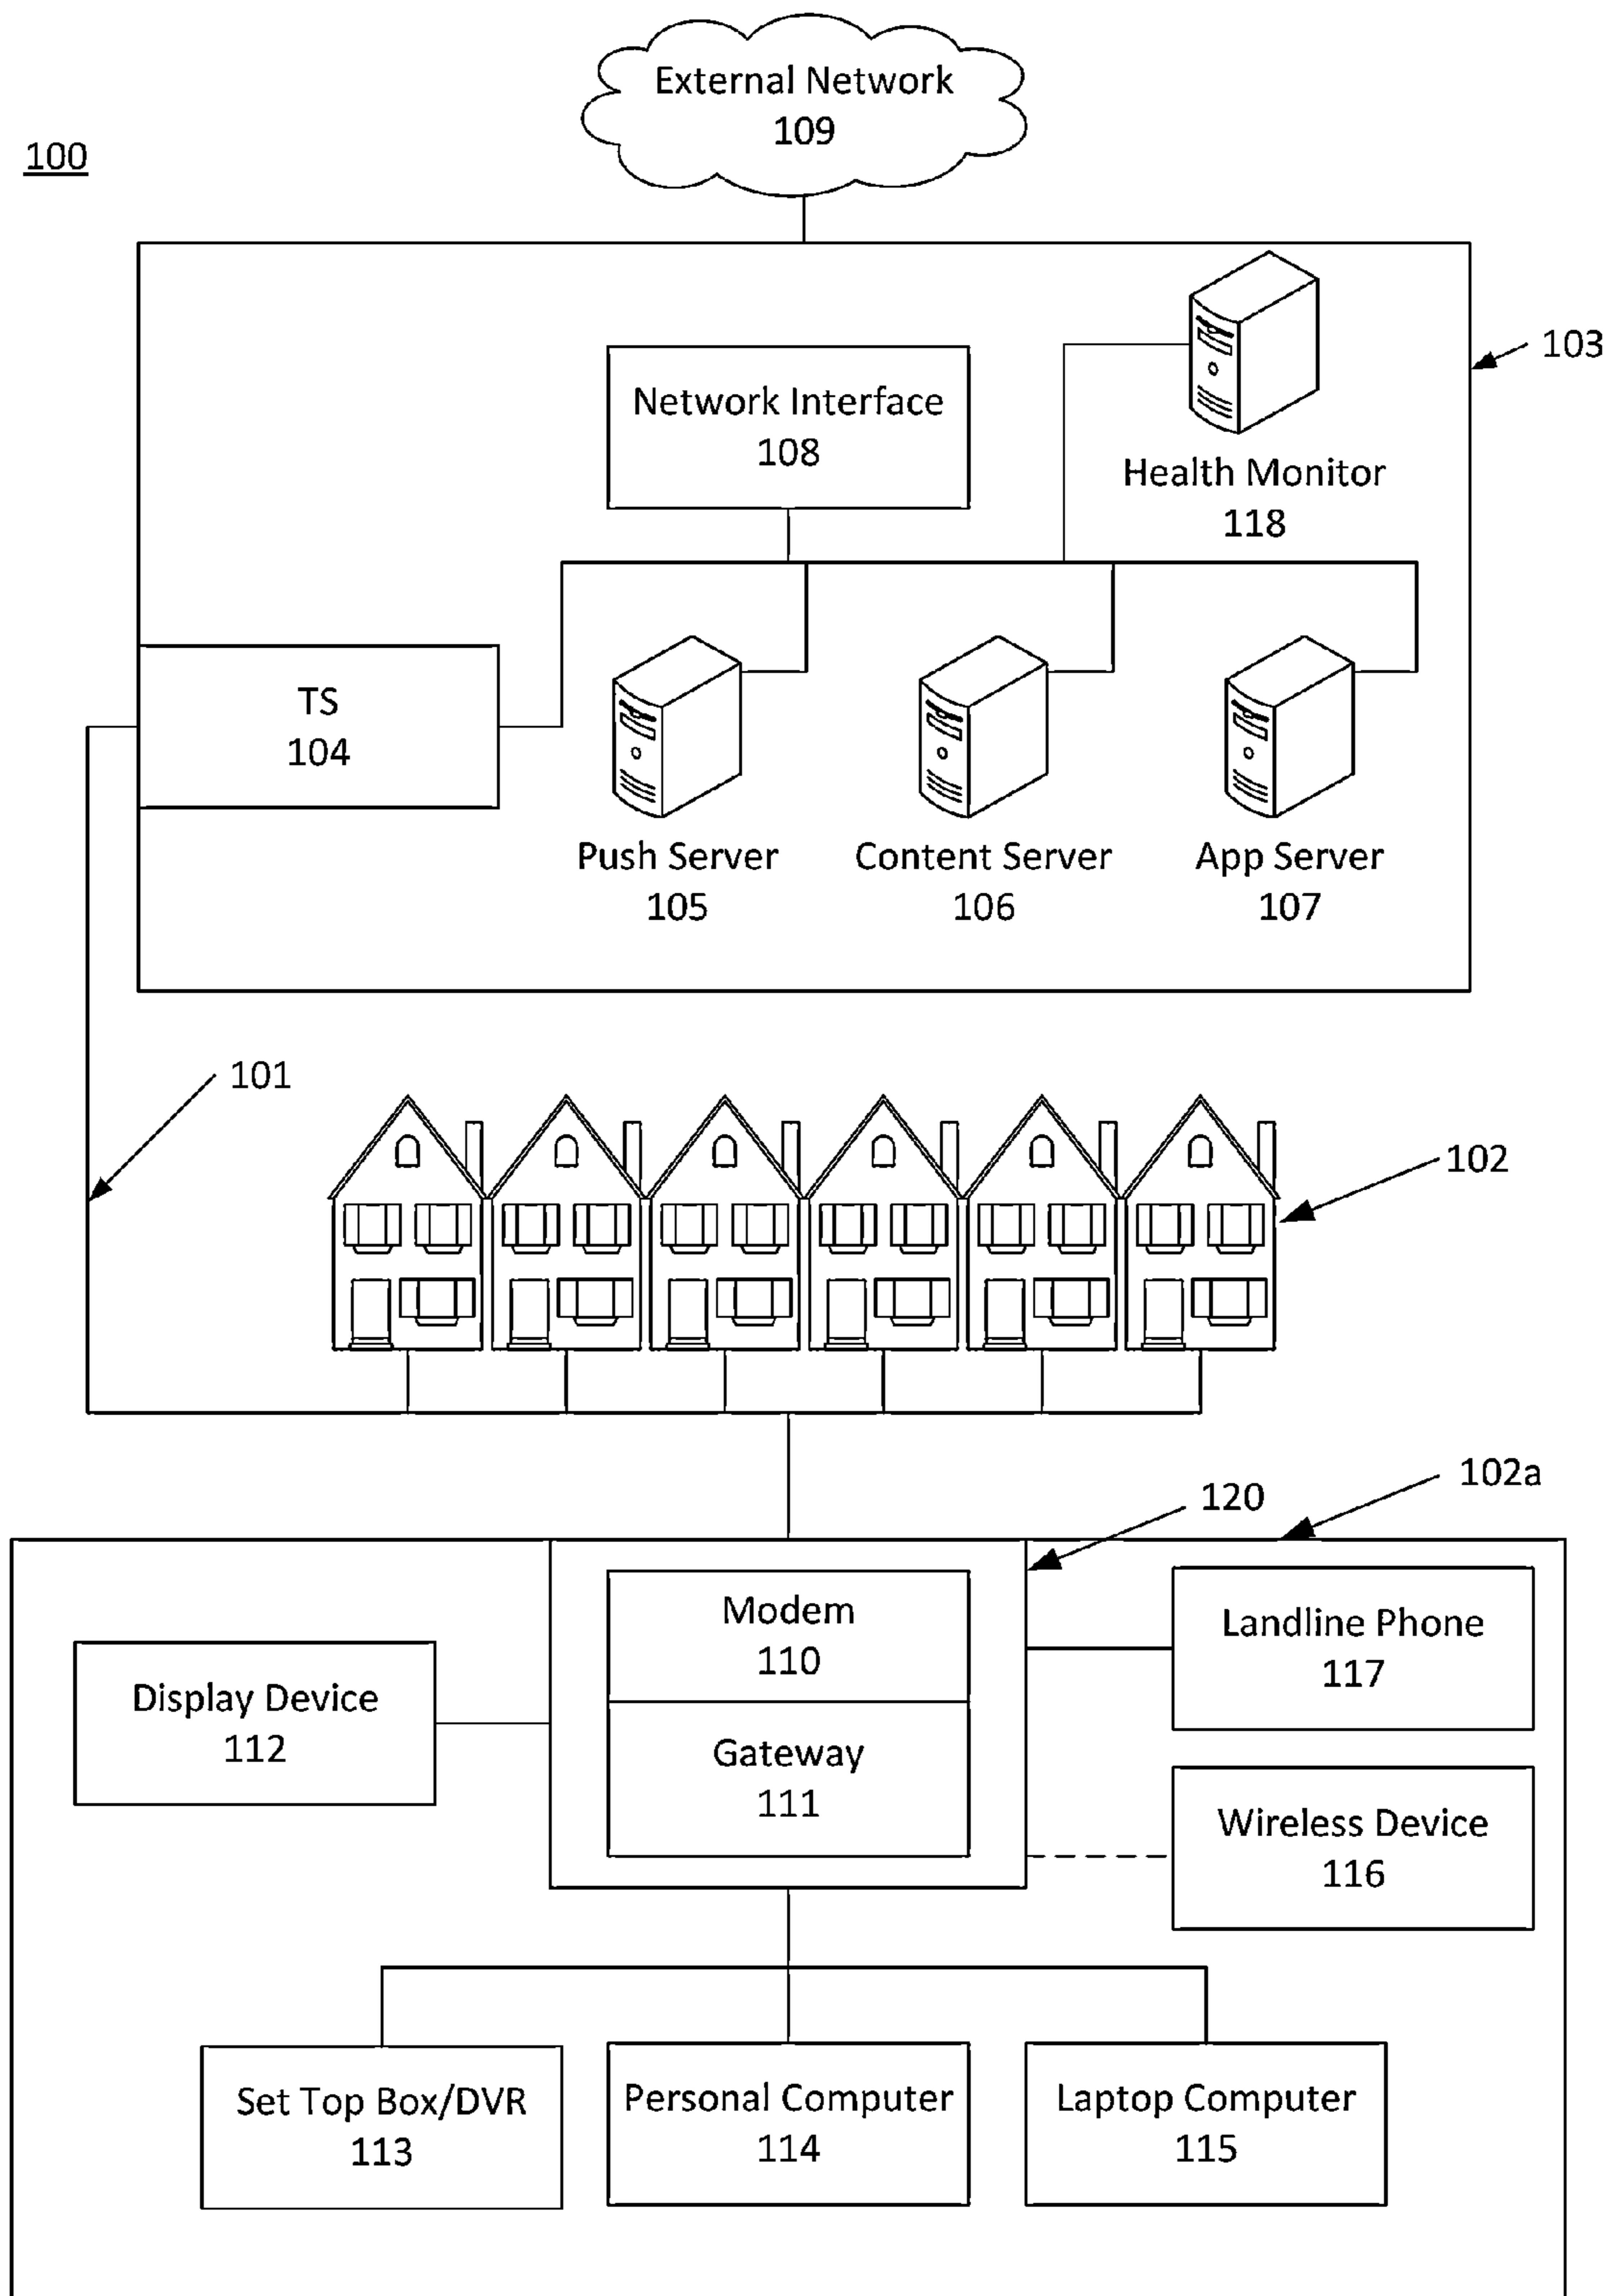 External Network
109
100
103
Network Interface
108
Health Monitor
118
TS
104
Push Server
105
Content Server
106
App Server
107
101
102
102a
120
Modem
110
Landline Phone
117
Display Device
112
Gateway
111
Wireless Device
116
Set Top Box/DVR
113
Personal Computer
114
Laptop Computer
115